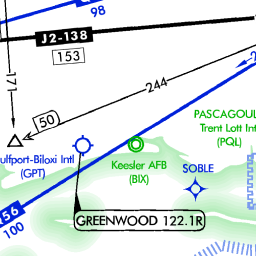 98
J2-138
153
171
244
50
2
PASCAGOUL
Trent Lott Int
(PQL)
ulfport-Biloxi Intl
(GPT)
Keesler AFB
(BIX)
SOBLE
56
100
GREENWOOD 122.1R